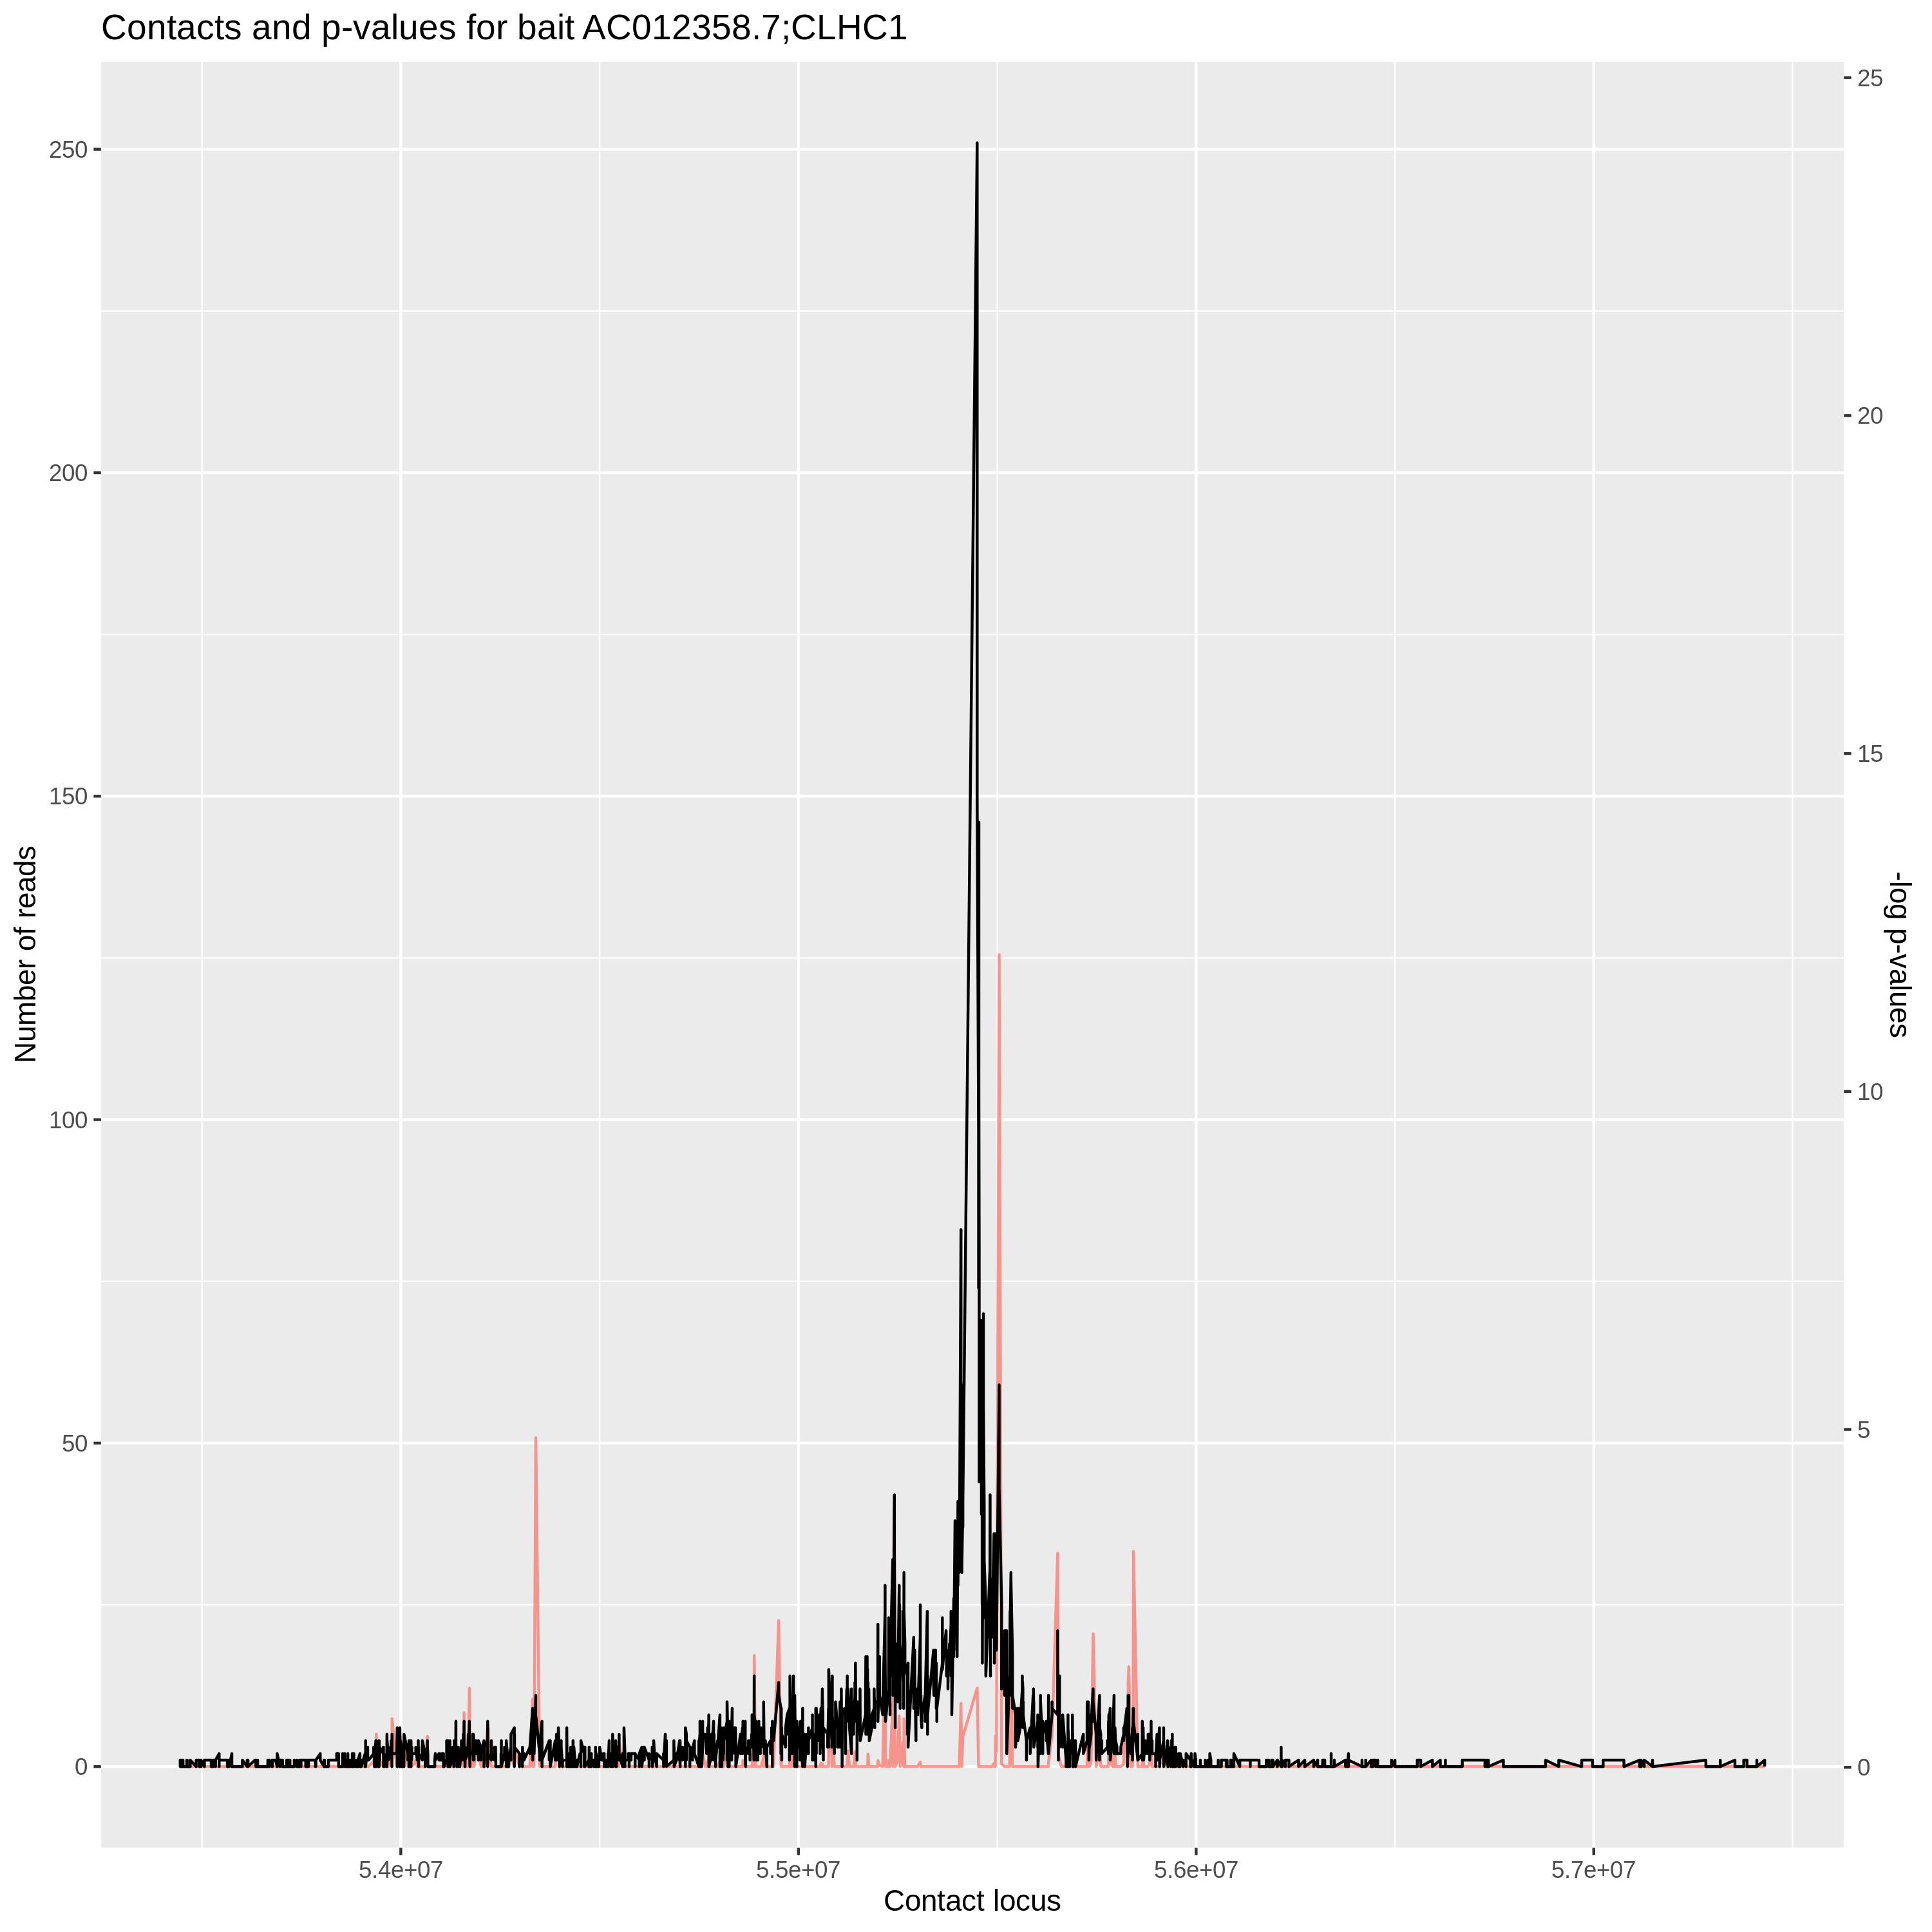 Contacts and p-values for bait AC012358.7;CLHC1
250
200
150
100
50
0
Number of reads
25
20
15
10
5
0
-log p-values
5.4e+07
5.5e+07
5.6e+07
5.7e+07
Contact locus